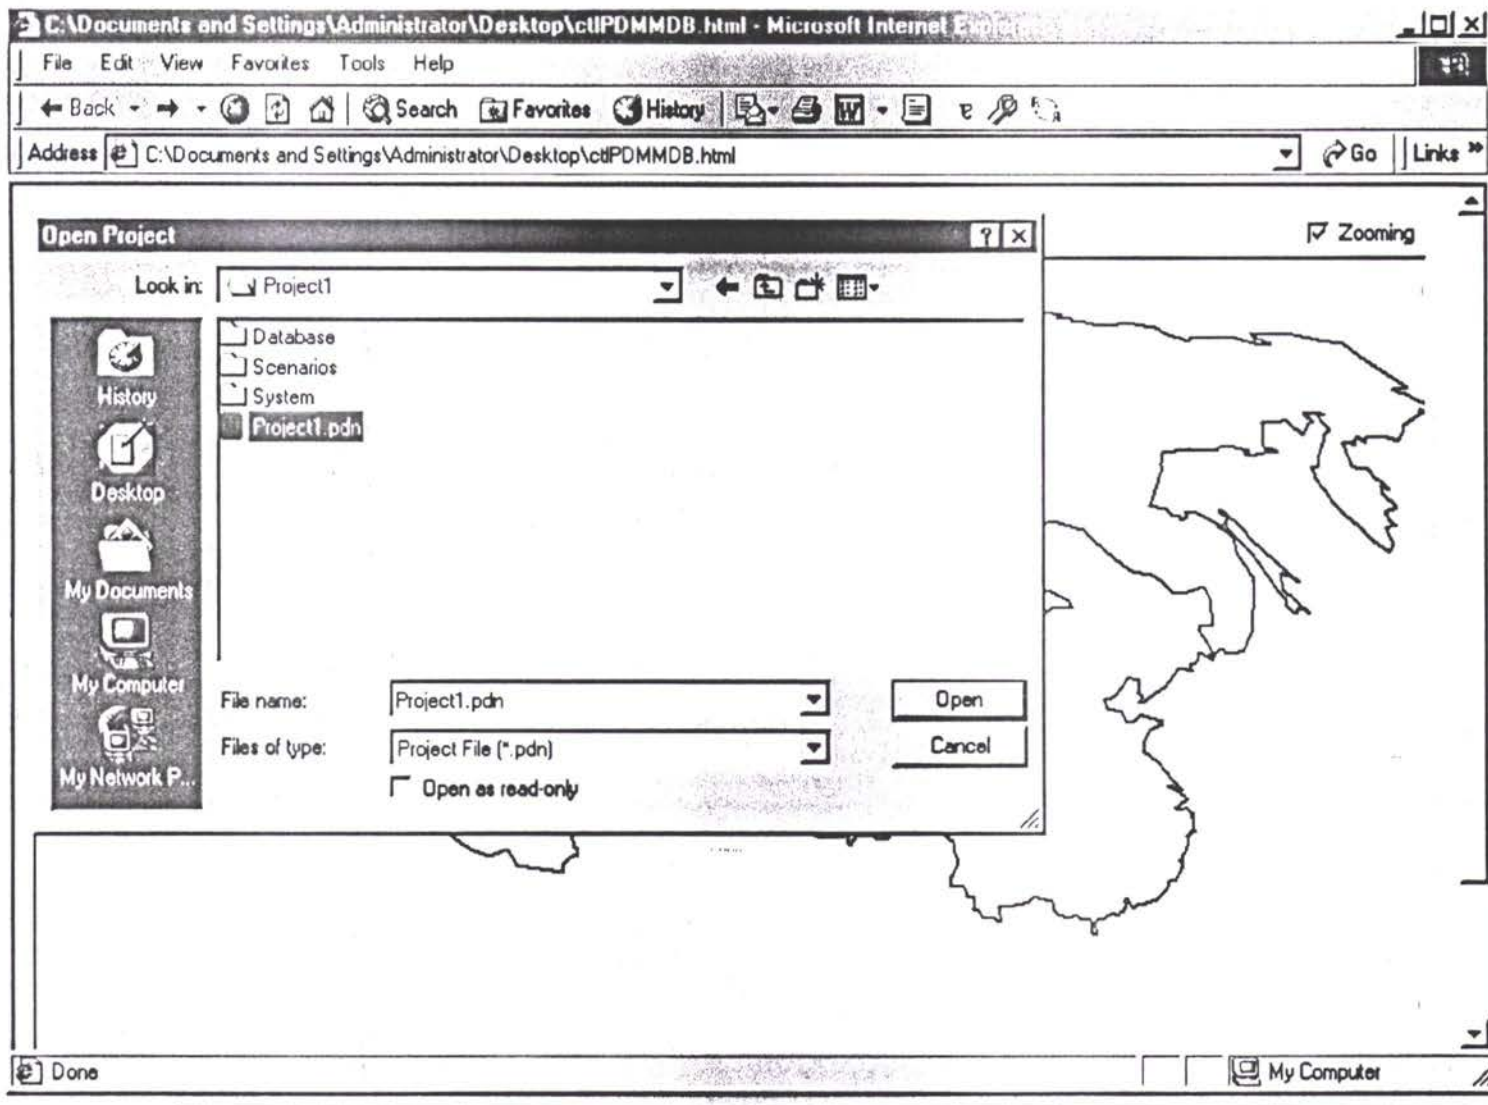 C:\Documents and Settings\Administrator\Desktop\ctlPDMMDB.html - Microsoft Internet
File Edit View Favorites Tools Help
Back Search Favorites History
Address C:\Documents and Settings\Administrator\Desktop\ctlPDMMDB.html Go Links »
Open Project
Zooming
Look in: Project1
Database
Scenarios
System
Project1.pdn
History
Desktop
My Documents
My Computer
My Network P...
File name: Project1.pdn Open
Files of type: Project File (*.pdn) Cancel
Open as read-only
Done My Computer